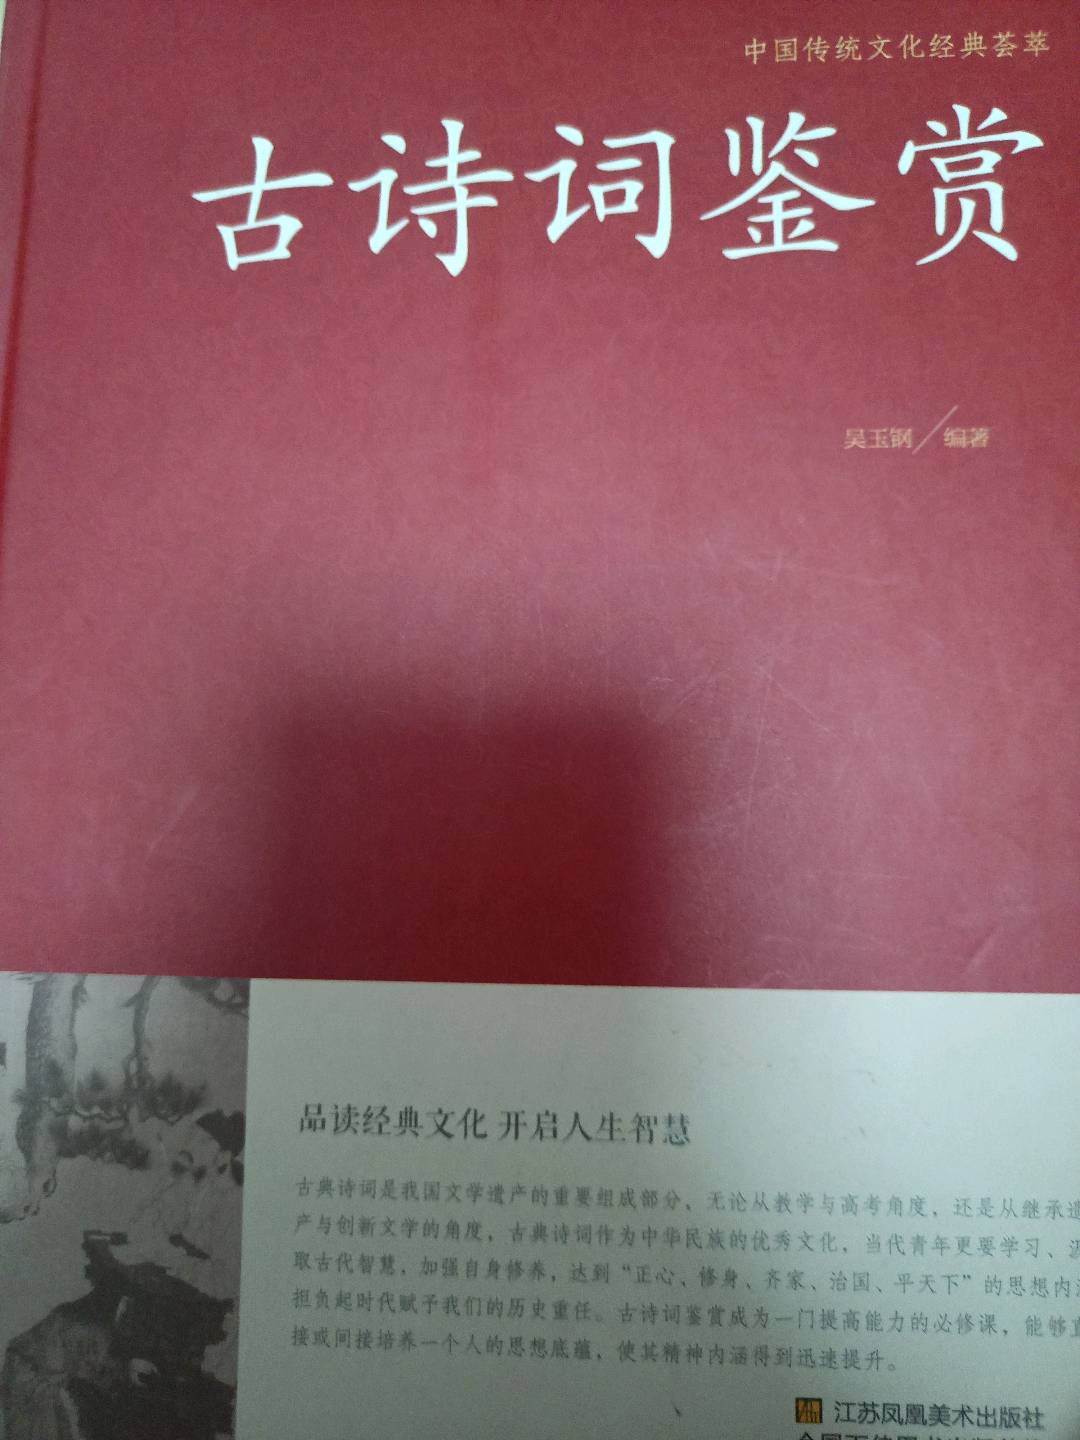 中国传统文化经典荟萃
古诗词鉴赏
吴玉钢/编著
品读经典文化 开启人生智慧
古典诗词是我国文学遗产的重要组成部分，无论从教学与高考角度，还是从继承遗
产与创新文学的角度，古典诗词作为中华民族的优秀文化，当代青年更要学习、汲
取古代智慧，加强自身修养，达到“正心、修身、齐家、治国、平天下”的思想内
担负起时代赋予我们的历史重任。古诗词鉴赏成为一门提高能力的必修课，能够直
接或间接培养一个人的思想底蕴，使其精神内涵得到迅速提升。
江苏凤凰美术出版社